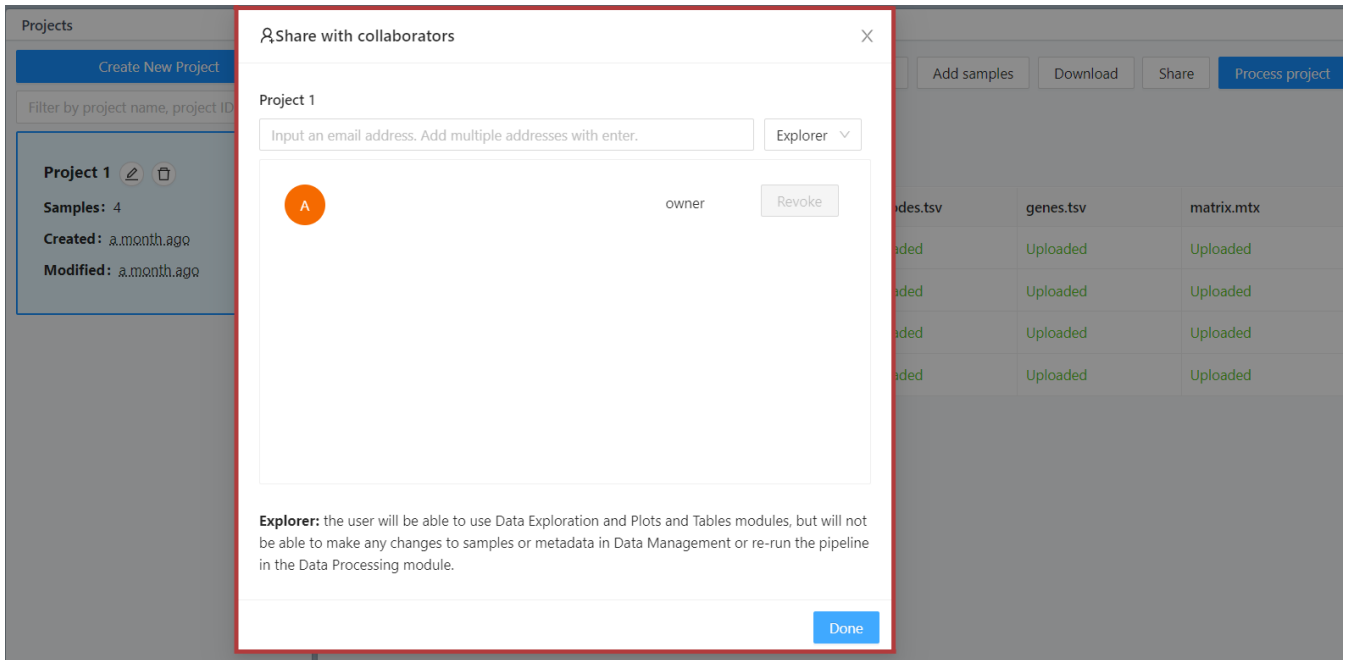 Projects
Create New Project
Filter by project name, project ID
Project 1
Samples: 4
Created: a month ago
Modified: a month ago
Share with collaborators
Project 1
Input an email address. Add multiple addresses with enter.
Explorer
A
owner
Revoke
Explorer: the user will be able to use Data Exploration and Plots and Tables modules, but will not
be able to make any changes to samples or metadata in Data Management or re-run the pipeline
in the Data Processing module.
Done
Add samples
Download
Share
Process project
des.tsv genes.tsv matrix.mtx
ded Uploaded Uploaded
ded Uploaded Uploaded
ded Uploaded Uploaded
ded Uploaded Uploaded